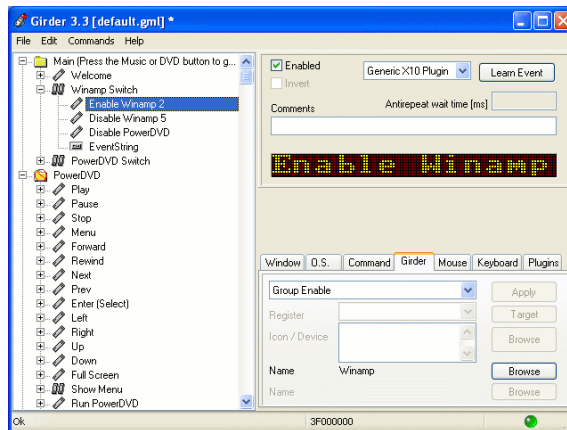 Girder 3.3 [default.gml] *
File Edit Commands Help
Main (Press the Music or DVD button to g...
Welcome
Winamp Switch
Enable Winamp 2
Disable Winamp 5
Disable PowerDVD
EventString
PowerDVD Switch
PowerDVD
Play
Pause
Stop
Menu
Forward
Rewind
Next
Prev
Enter (Select)
Left
Right
Up
Down
Full Screen
Show Menu
Run PowerDVD
Enabled
Generic X10 Plugin
Learn Event
Invert
Comments
Antirepeat wait time [ms]
Enable Winamp
Window O.S. Command Girder Mouse Keyboard Plugins
Group Enable
Apply
Register
Target
Icon / Device
Browse
Name Winamp
Browse
Name
Browse
Ok
3F000000